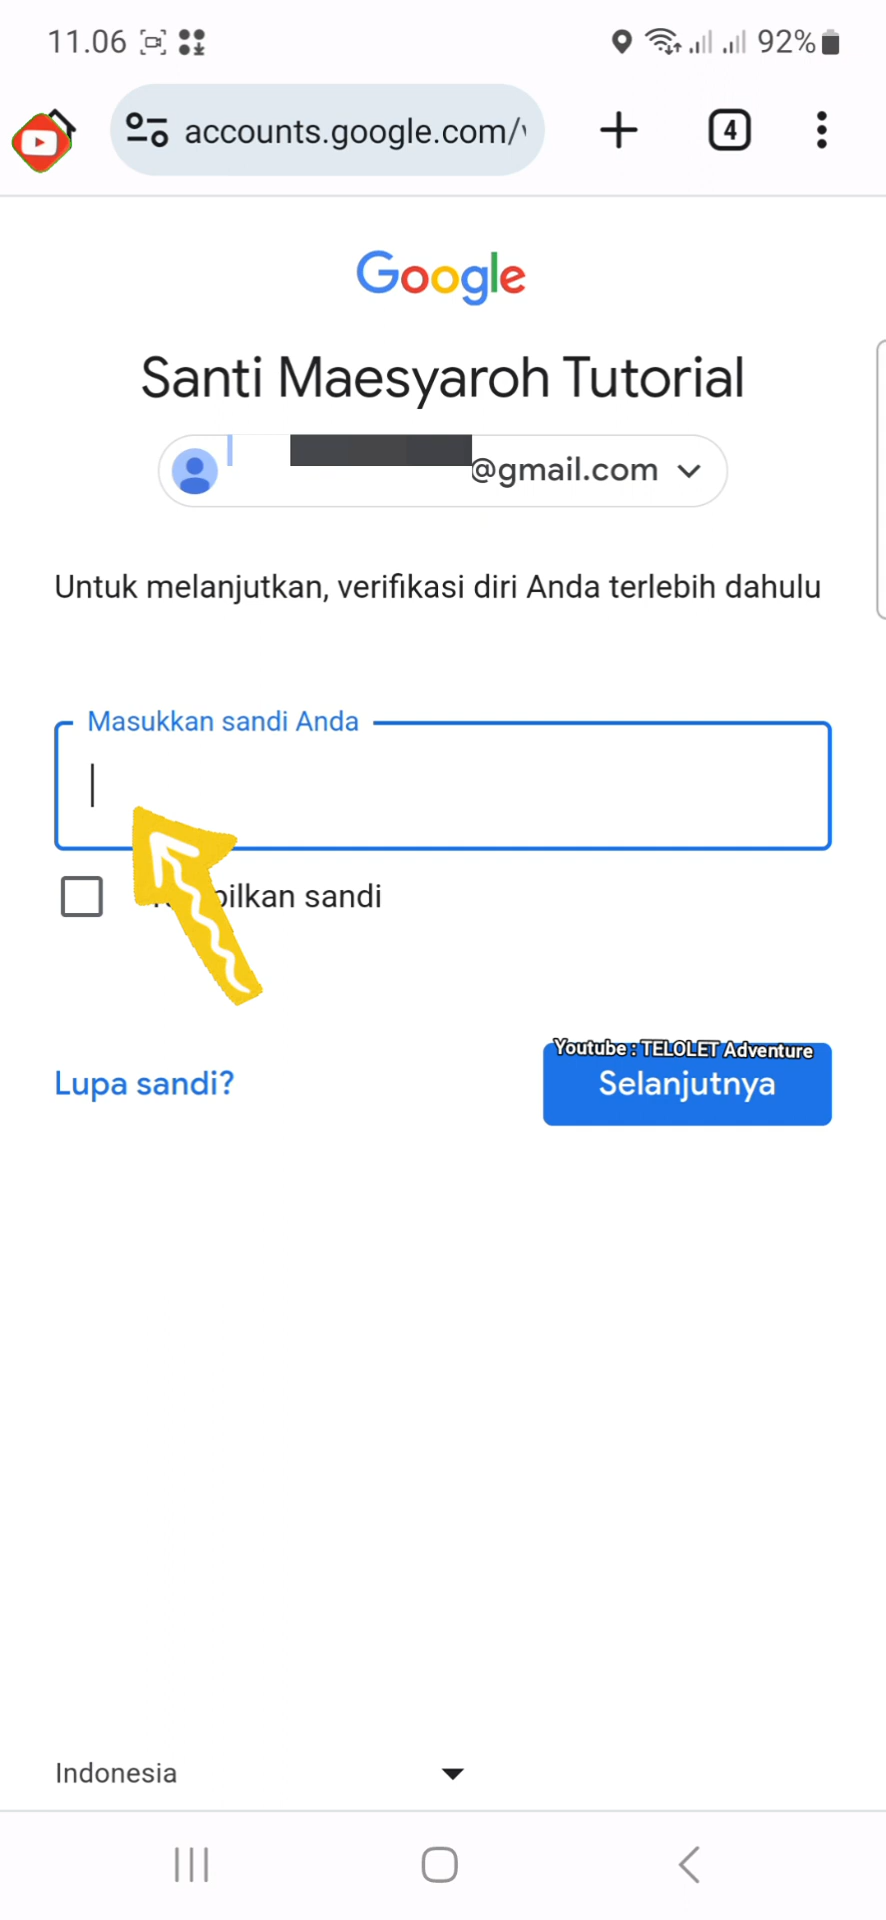 11.06
92%
accounts.google.com/
4
Google
Santi Maesyaroh Tutorial
@gmail.com
Untuk melanjutkan, verifikasi diri Anda terlebih dahulu
Masukkan sandi Anda
pilkan sandi
Youtube : TELOLET Adventure
Lupa sandi?
Selanjutnya
Indonesia